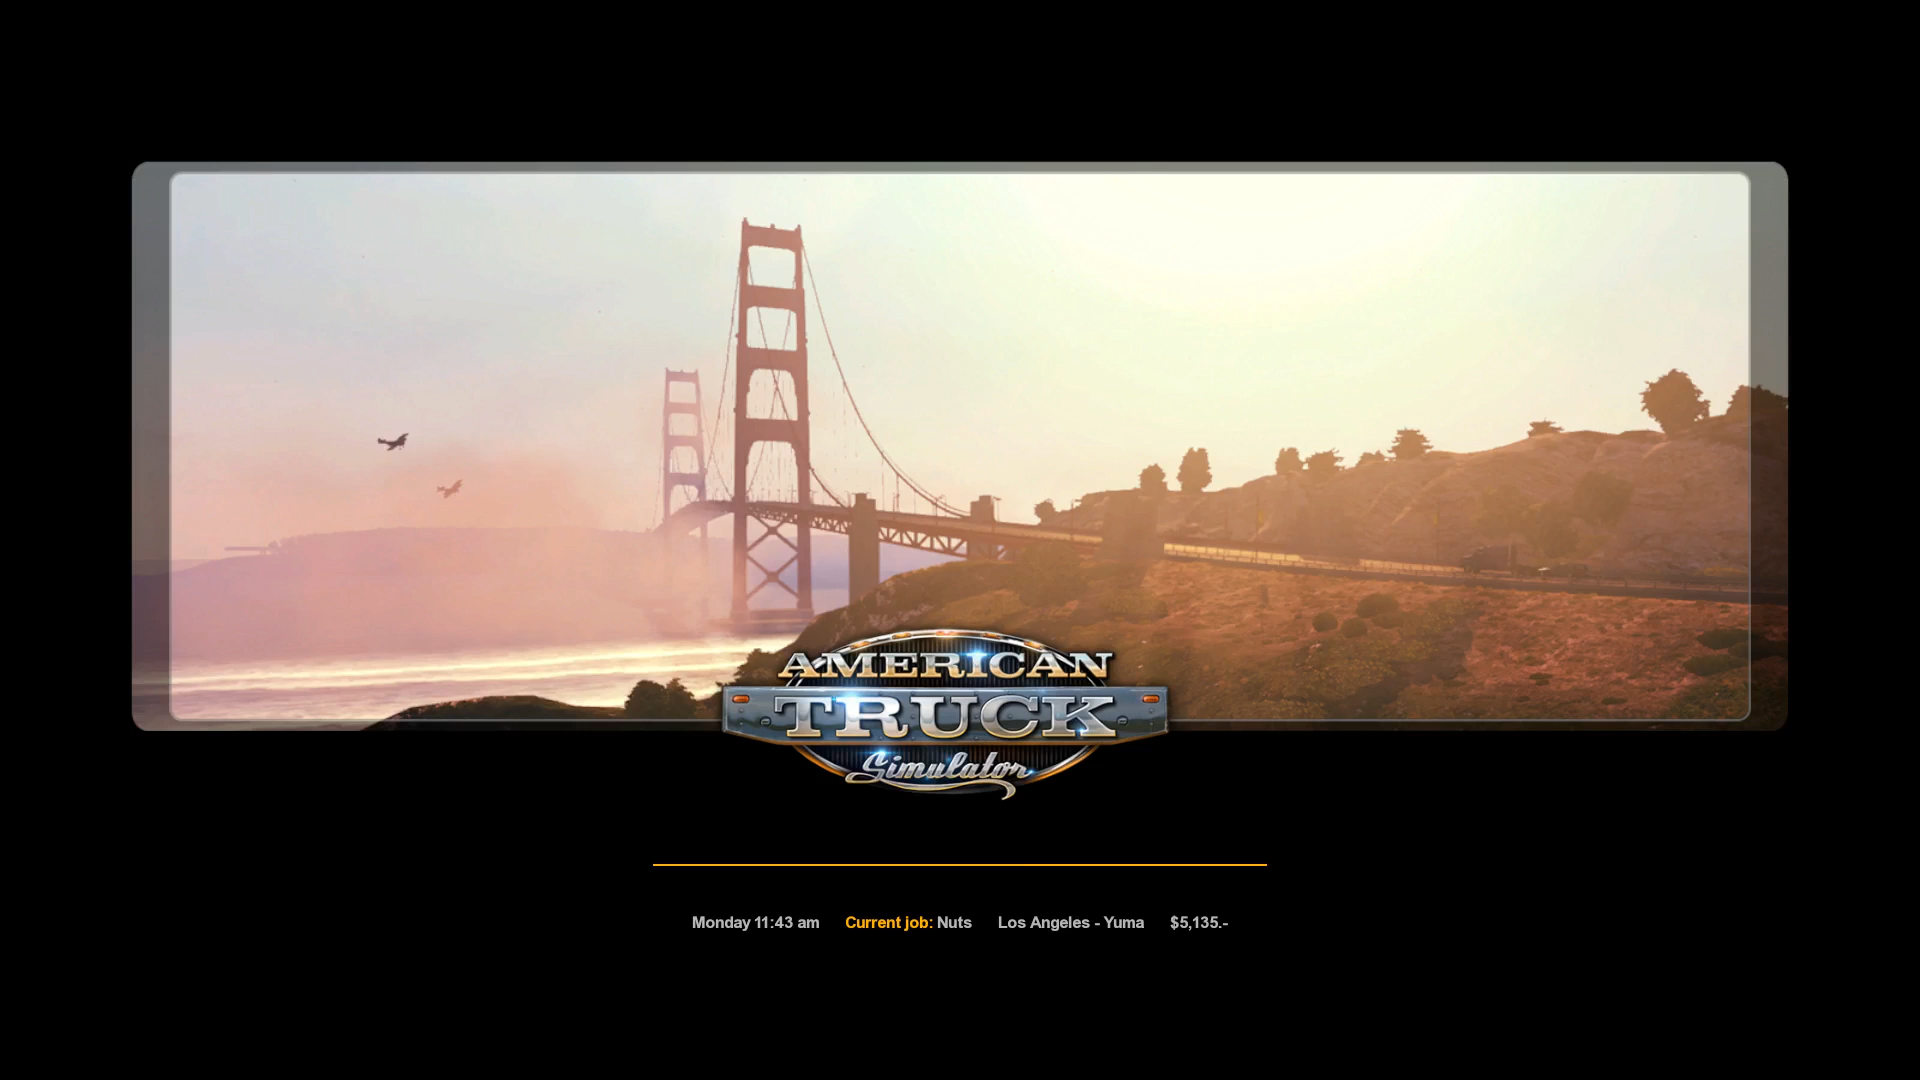 AMERICAN
TRUCK
Simulator
Monday 11:43 am Current job: Nuts Los Angeles - Yuma $5,135.-